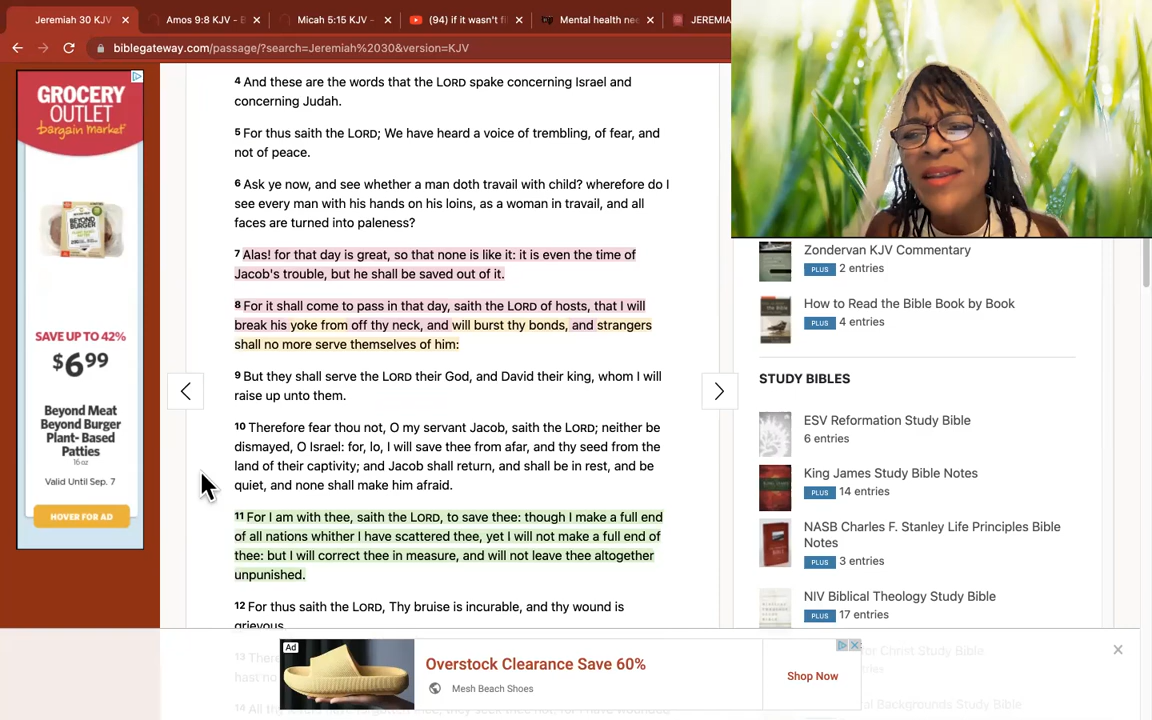 Jeremiah 30 KJV
Amos 9:8 KJV - B
Micah 5:15 KJV -
(94) if it wasn't f
Mental health ne
JEREMIA
biblegateway.com/passage/?search=Jeremiah%2030&version=KJV
GROCERY
OUTLET
bargain market
SAVE UP TO 42%
$6.99
Beyond Meat
Beyond Burger
Plant- Based
Patties
16 oz
Valid Until Sep. 7
HOVER FOR AD
4 And these are the words that the LORD spake concerning Israel and
concerning Judah.
5 For thus saith the LORD; We have heard a voice of trembling, of fear, and
not of peace.
6 Ask ye now, and see whether a man doth travail with child? wherefore do I
see every man with his hands on his loins, as a woman in travail, and all
faces are turned into paleness?
7 Alas! for that day is great, so that none is like it: it is even the time of
Jacob's trouble, but he shall be saved out of it.
8 For it shall come to pass in that day, saith the LORD of hosts, that I will
break his yoke from off thy neck, and will burst thy bonds, and strangers
shall no more serve themselves of him:
9 But they shall serve the LORD their God, and David their king, whom I will
raise up unto them.
10 Therefore fear thou not, O my servant Jacob, saith the LORD; neither be
dismayed, O Israel: for, lo, I will save thee from afar, and thy seed from the
land of their captivity; and Jacob shall return, and shall be in rest, and be
quiet, and none shall make him afraid.
11 For I am with thee, saith the LORD, to save thee: though I make a full end
of all nations whither I have scattered thee, yet I will not make a full end of
thee: but I will correct thee in measure, and will not leave thee altogether
unpunished.
12 For thus saith the LORD, Thy bruise is incurable, and thy wound is
grievous.
13 There
hast no
14 All t
Zondervan KJV Commentary
PLUS 2 entries
How to Read the Bible Book by Book
PLUS 4 entries
STUDY BIBLES
ESV Reformation Study Bible
6 entries
King James Study Bible Notes
PLUS 14 entries
NASB Charles F. Stanley Life Principles Bible
Notes
PLUS 3 entries
NIV Biblical Theology Study Bible
PLUS 17 entries
or Christ Study Bible
al Backgrounds Study Bible
Ad
Overstock Clearance Save 60%
Mesh Beach Shoes
Shop Now